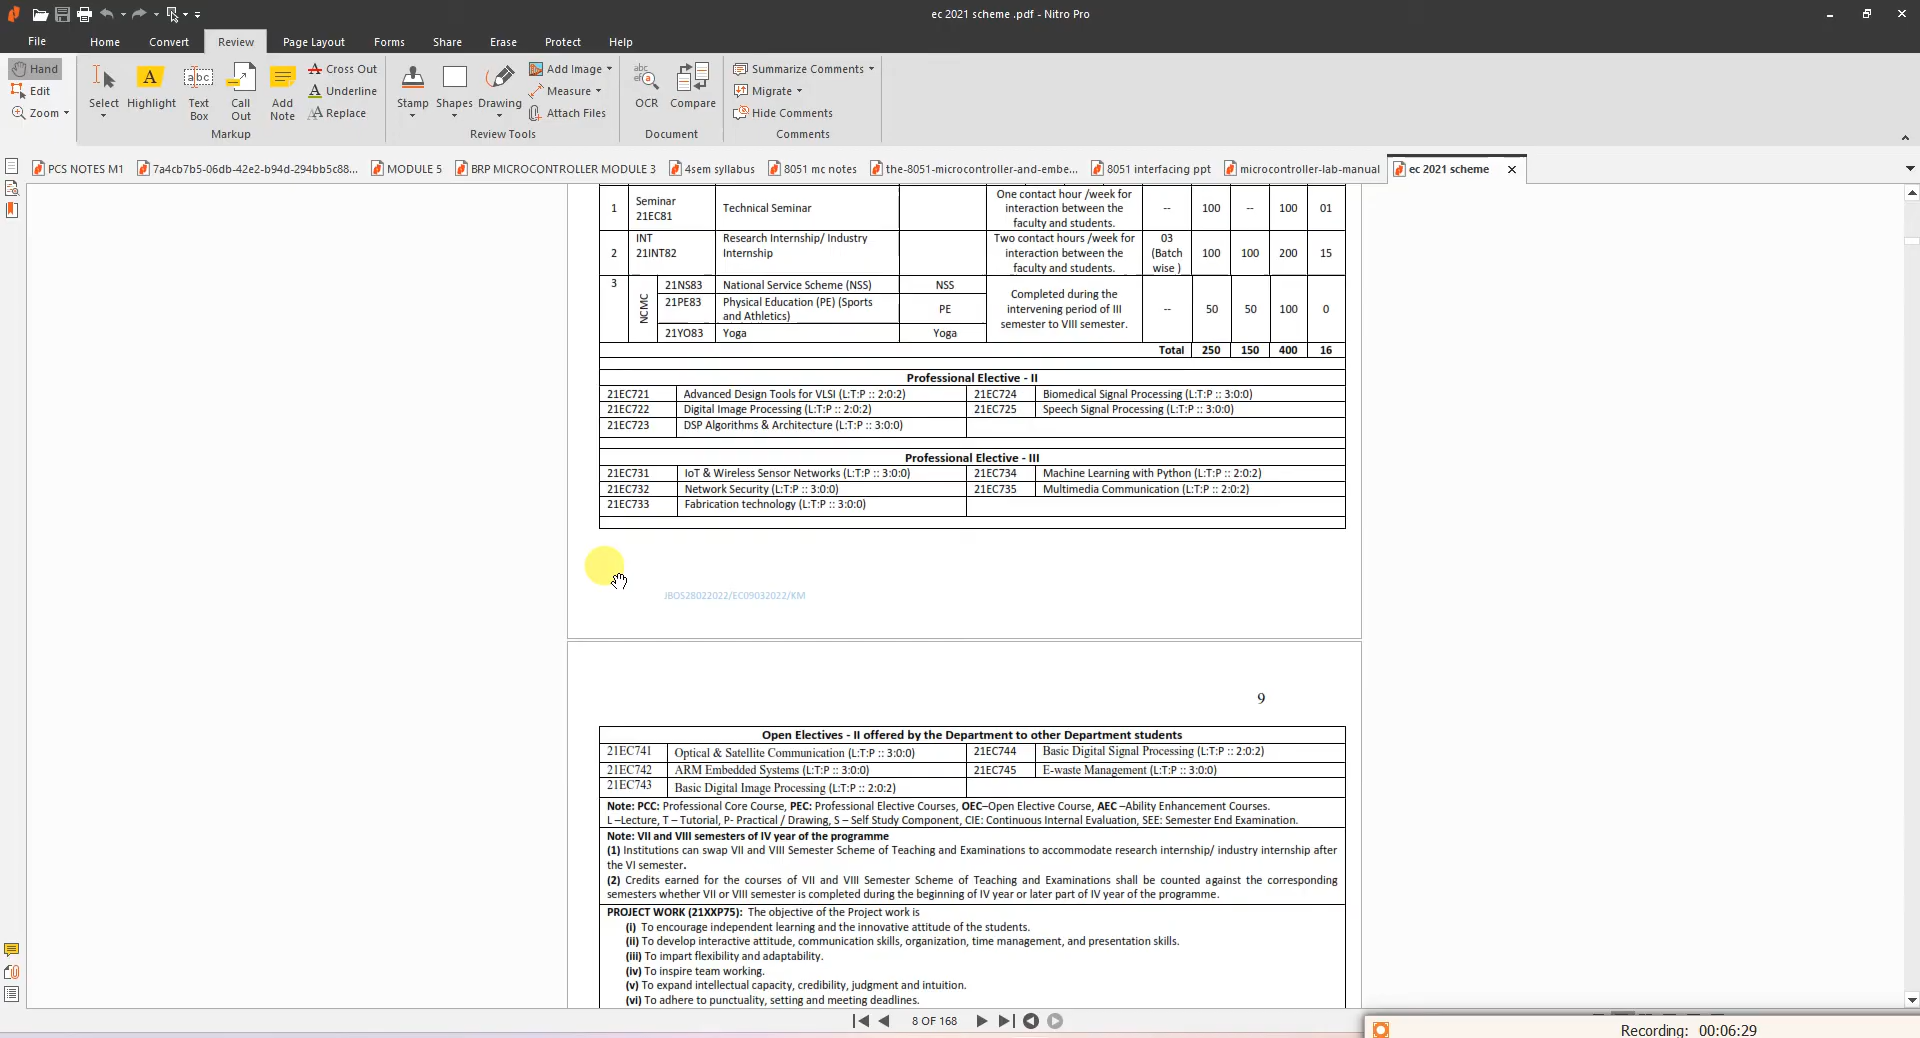 ec 2021 scheme .pdf - Nitro Pro
File Home Convert Review Page Layout Forms Share Erase Protect Help
Hand
Edit
Zoom
Select
Highlight
Text Box
Call Out
Add Note
Cross Out
Underline
Replace
Markup
Stamp
Shapes
Drawing
Add Image
Measure
Attach Files
Review Tools
OCR
Compare
Document
Summarize Comments
Migrate
Hide Comments
Comments
PCS NOTES M1 7a4cb7b5-06db-42e2-b94d-294bb5c88... MODULE 5 BRP MICROCONTROLLER MODULE 3 4sem syllabus 8051 mc notes the-8051-microcontroller-and-embe... 8051 interfacing ppt microcontroller-lab-manual ec 2021 scheme
1 Seminar 21EC81 Technical Seminar One contact hour /week for interaction between the faculty and students. -- 100 -- 100 01
2 INT 21INT82 Research Internship/ Industry Internship Two contact hours /week for interaction between the faculty and students. 03 (Batch wise ) 100 100 200 15
3 NCMC 21NS83 National Service Scheme (NSS) NSS Completed during the intervening period of III semester to VIII semester. -- 50 50 100 0
21PE83 Physical Education (PE) (Sports and Athletics) PE
21YO83 Yoga Yoga
Total 250 150 400 16
Professional Elective - II
21EC721 Advanced Design Tools for VLSI (L:T:P :: 2:0:2) 21EC724 Biomedical Signal Processing (L:T:P :: 3:0:0)
21EC722 Digital Image Processing (L:T:P :: 2:0:2) 21EC725 Speech Signal Processing (L:T:P :: 3:0:0)
21EC723 DSP Algorithms & Architecture (L:T:P :: 3:0:0)
Professional Elective - III
21EC731 IoT & Wireless Sensor Networks (L:T:P :: 3:0:0) 21EC734 Machine Learning with Python (L:T:P :: 2:0:2)
21EC732 Network Security (L:T:P :: 3:0:0) 21EC735 Multimedia Communication (L:T:P :: 2:0:2)
21EC733 Fabrication technology (L:T:P :: 3:0:0)
JBOS28022022/EC09032022/KM
9
Open Electives - II offered by the Department to other Department students
21EC741 Optical & Satellite Communication (L:T:P :: 3:0:0) 21EC744 Basic Digital Signal Processing (L:T:P :: 2:0:2)
21EC742 ARM Embedded Systems (L:T:P :: 3:0:0) 21EC745 E-waste Management (L:T:P :: 3:0:0)
21EC743 Basic Digital Image Processing (L:T:P :: 2:0:2)
Note: PCC: Professional Core Course, PEC: Professional Elective Courses, OEC–Open Elective Course, AEC –Ability Enhancement Courses.
L –Lecture, T – Tutorial, P- Practical / Drawing, S – Self Study Component, CIE: Continuous Internal Evaluation, SEE: Semester End Examination.
Note: VII and VIII semesters of IV year of the programme
(1) Institutions can swap VII and VIII Semester Scheme of Teaching and Examinations to accommodate research internship/ industry internship after
the VI semester.
(2) Credits earned for the courses of VII and VIII Semester Scheme of Teaching and Examinations shall be counted against the corresponding
semesters whether VII or VIII semester is completed during the beginning of IV year or later part of IV year of the programme.
PROJECT WORK (21XXP75): The objective of the Project work is
(i) To encourage independent learning and the innovative attitude of the students.
(ii) To develop interactive attitude, communication skills, organization, time management, and presentation skills.
(iii) To impart flexibility and adaptability.
(iv) To inspire team working.
(v) To expand intellectual capacity, credibility, judgment and intuition.
(vi) To adhere to punctuality, setting and meeting deadlines.
8 OF 168
Recording: 00:06:29